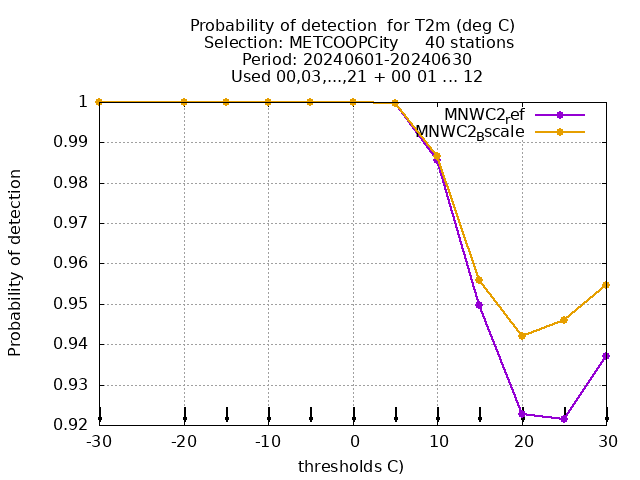 Probability of detection  for T2m (deg C)
Selection: METCOOPCity     40 stations
Period: 20240601-20240630
Used 00,03,...,21 + 00 01 ... 12
MNWC2ref
MNWC2Bscale
1
0.99
0.98
0.97
0.96
0.95
0.94
0.93
0.92
Probability of detection
-30 -20 -10 0 10 20 30
thresholds C)